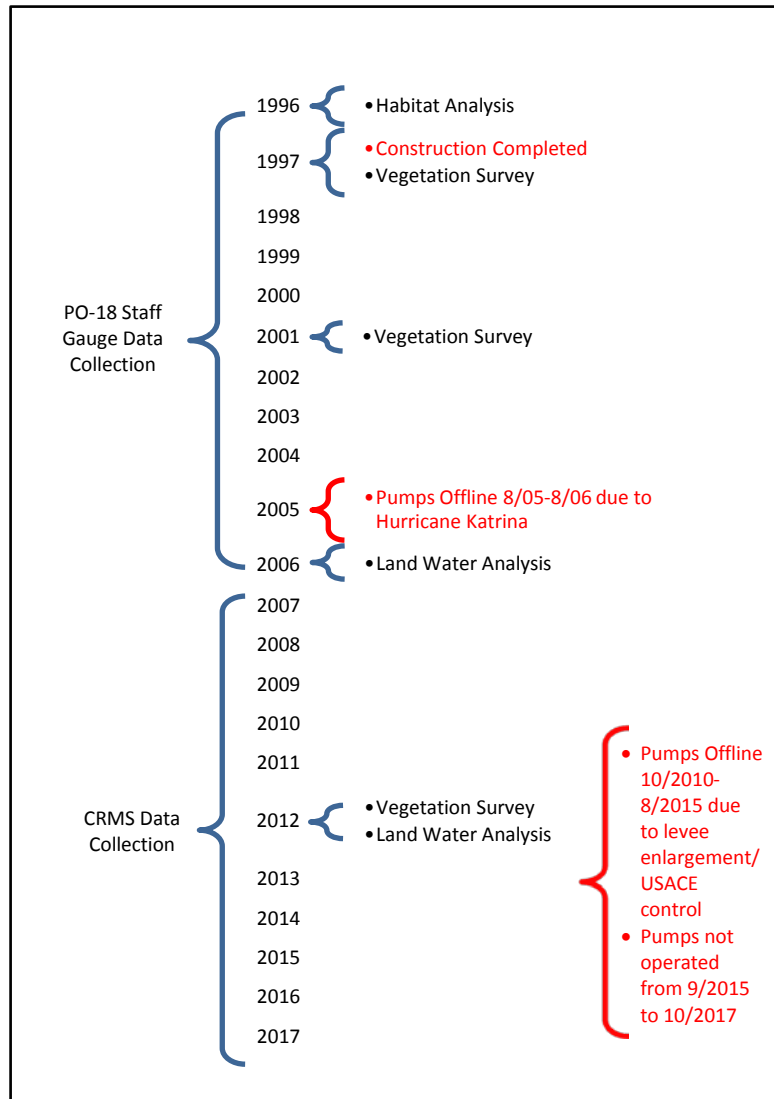 1996
•Habitat Analysis
1997
•Construction Completed
•Vegetation Survey
1998
1999
2000
PO-18 Staff
Gauge Data
Collection
2001
•Vegetation Survey
2002
2003
2004
2005
•Pumps Offline 8/05-8/06 due to
Hurricane Katrina
2006
•Land Water Analysis
2007
2008
2009
2010
2011
CRMS Data
Collection
2012
•Vegetation Survey
•Land Water Analysis
2013
2014
2015
2016
2017
• Pumps Offline
10/2010-
8/2015 due
to levee
enlargement/
USACE
control
• Pumps not
operated
from 9/2015
to 10/2017